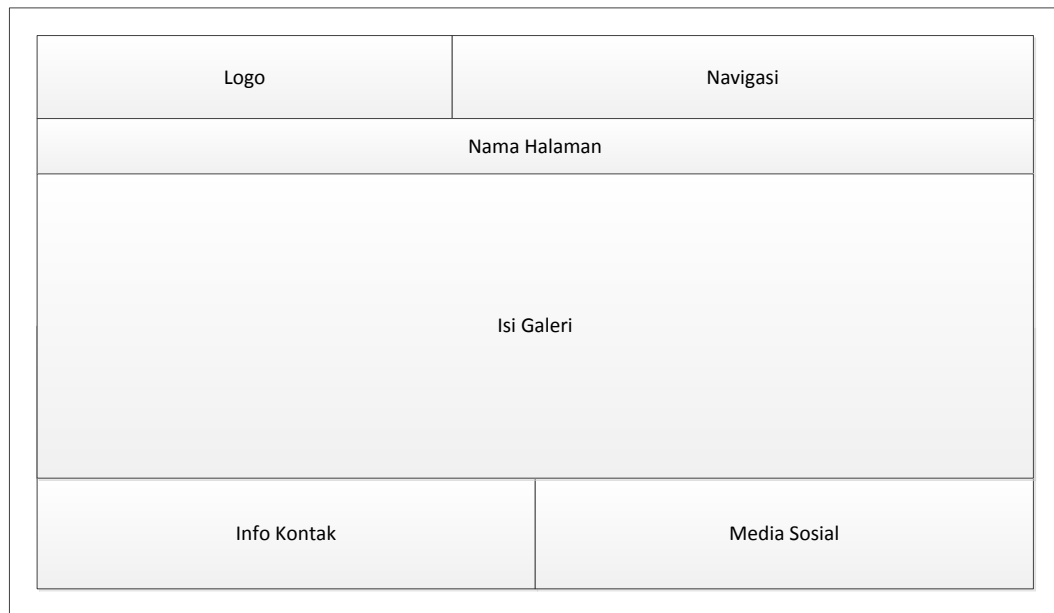 Logo
Navigasi
Nama Halaman
Isi Galeri
Info Kontak
Media Sosial